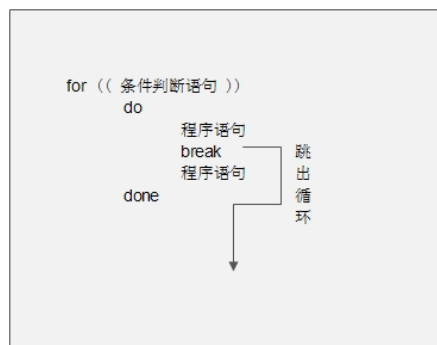 for (( 条件判断语句 ))
do
程序语句
break
程序语句
done
跳
出
循
环